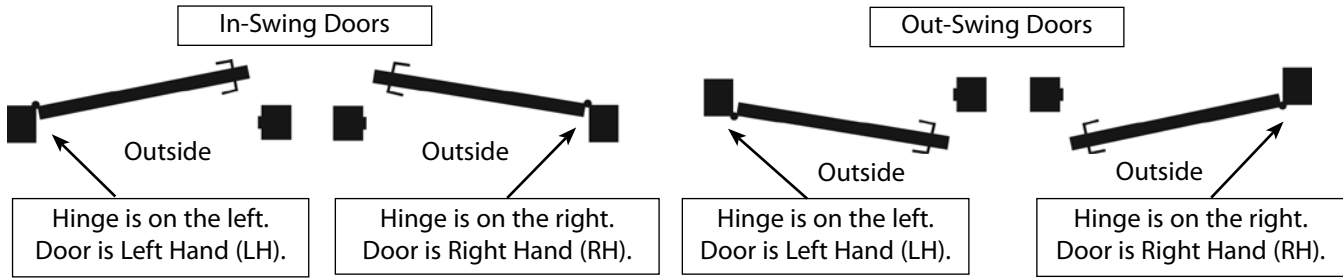 In-Swing Doors
Out-Swing Doors
Outside
Outside
Outside
Outside
Hinge is on the left.
Door is Left Hand (LH).
Hinge is on the right.
Door is Right Hand (RH).
Hinge is on the left.
Door is Left Hand (LH).
Hinge is on the right.
Door is Right Hand (RH).